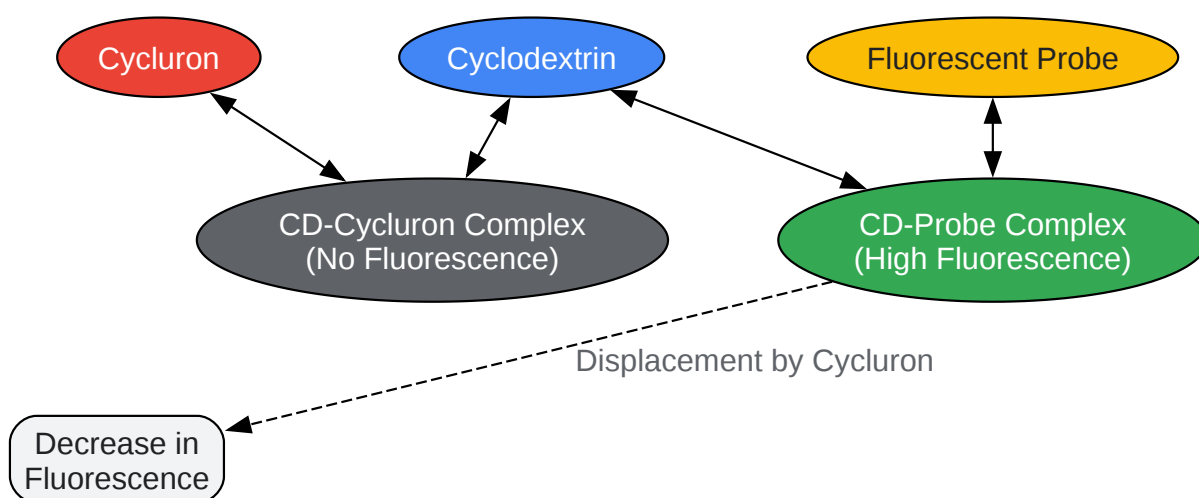 Cycluron
Cyclodextrin
Fluorescent Probe
CD-Cycluron Complex
(No Fluorescence)
CD-Probe Complex
(High Fluorescence)
Displacement by Cycluron
Decrease in
Fluorescence